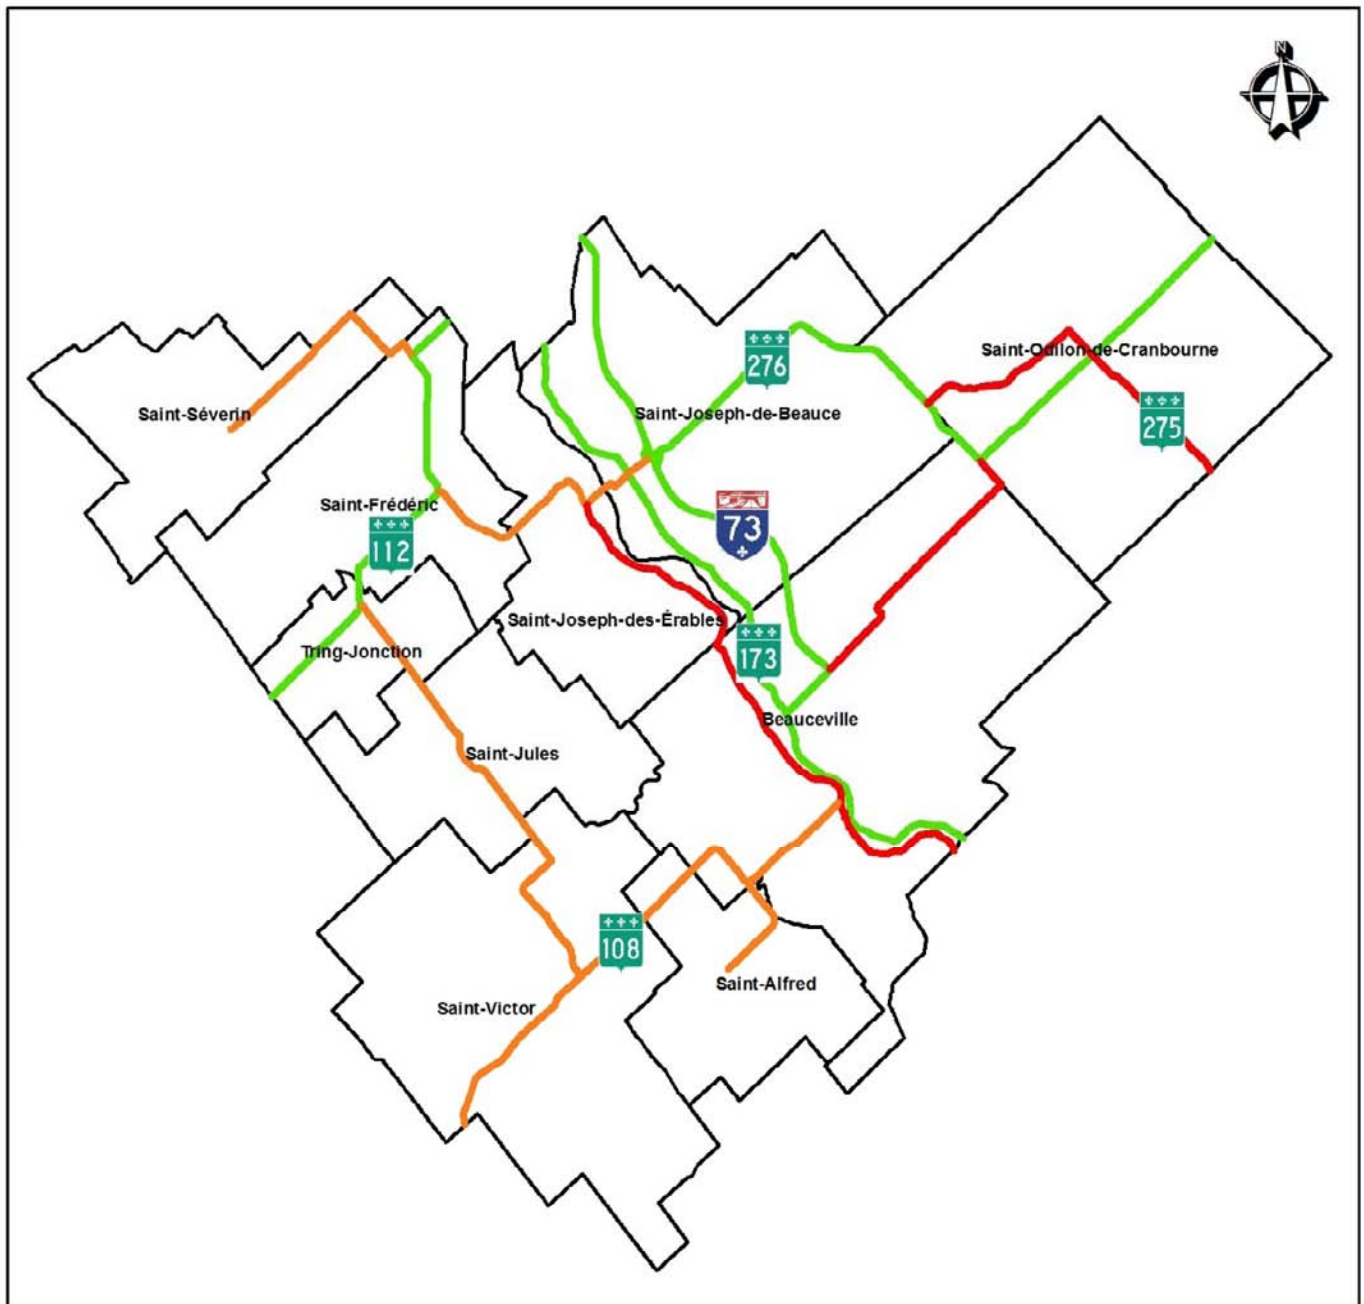 N
276
Saint-Odilon-de-Cranbourne
Saint-Séverin
Saint-Joseph-de-Beauce
275
Saint-Frédéric
73
112
Saint-Joseph-des-Érables
Tring-Jonction
173
Beauceville
Saint-Jules
108
Saint-Alfred
Saint-Victor